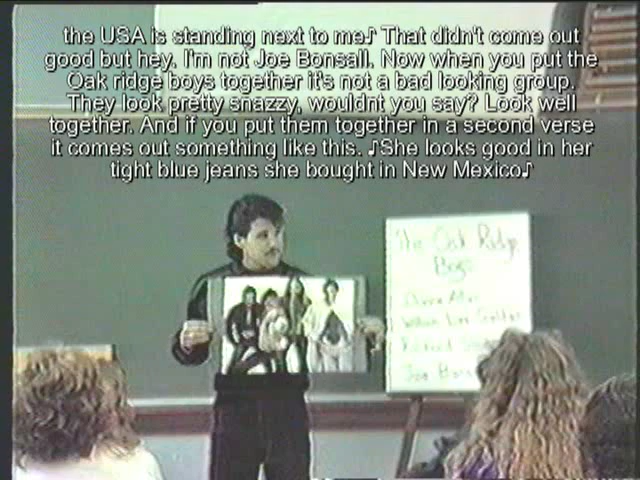 the USA is standing next to me♪ That didn't come out
good but hey. I'm not Joe Bonsall. Now when you put the
Oak ridge boys together it's not a bad looking group.
They look pretty snazzy, wouldnt you say? Look well
together. And if you put them together in a second verse
it comes out something like this. ♪She looks good in her
tight blue jeans she bought in New Mexico♪
The Oak Ridge
Boys
Duane Allen
William Lee Golden
Richard
Joe